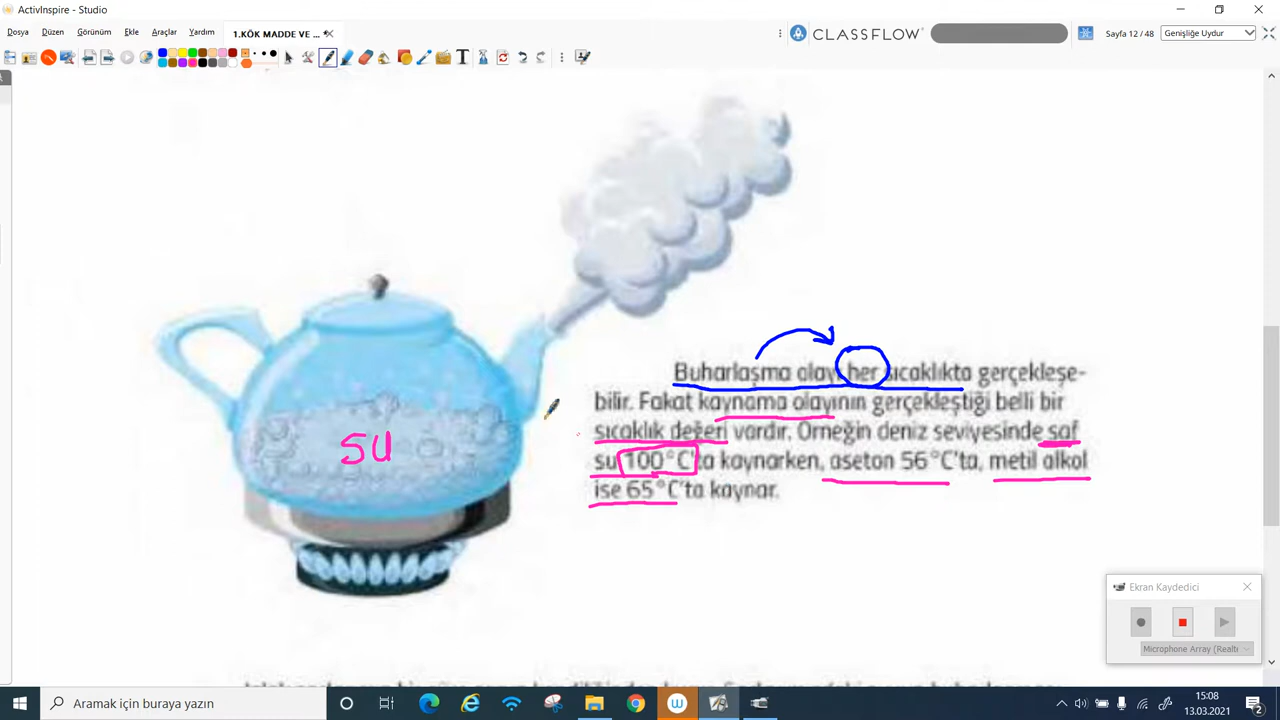 ActivInspire - Studio
Dosya Düzen Görünüm Ekle Araçlar Yardım
1.KÖK MADDE VE ...
CLASSFLOW
Sayfa 12 / 48
Genişliğe Uydur
T
SU
Buharlaşma olayı her sıcaklıkta gerçekleşe-
bilir. Fakat kaynama olayının gerçekleştiği belli bir
sıcaklık değeri vardır. Örneğin deniz seviyesinde saf
su 100°C'ta kaynarken, aseton 56°C'ta, metil alkol
ise 65°C'ta kaynar.
Ekran Kaydedici
Microphone Array (Realt
Aramak için buraya yazın
15:08
13.03.2021